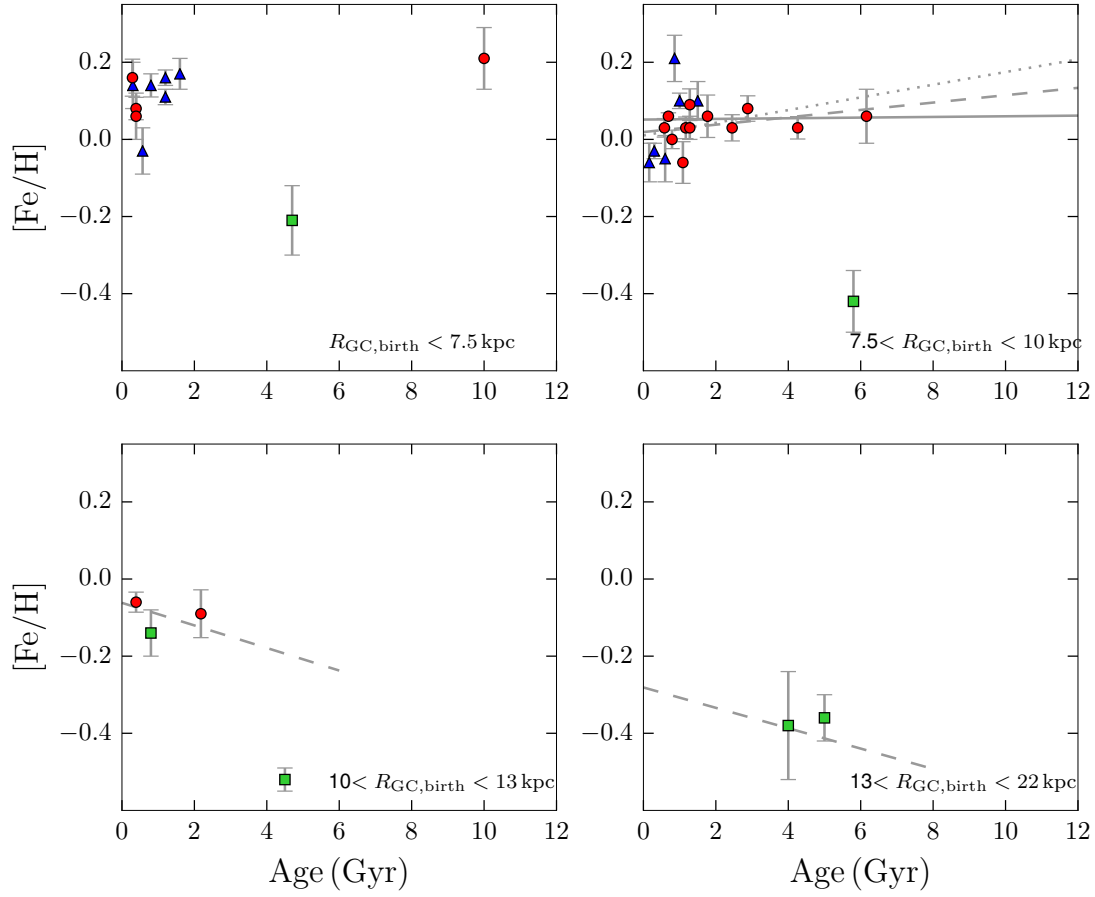 0.2
0.0
−0.2
−0.4
[Fe/H]
R_GC,birth < 7.5 kpc
0 2 4 6 8 10 12
0.2
0.0
−0.2
−0.4
7.5< R_GC,birth < 10 kpc
0 2 4 6 8 10 12
0.2
0.0
−0.2
−0.4
[Fe/H]
10< R_GC,birth < 13 kpc
0 2 4 6 8 10 12
Age (Gyr)
0.2
0.0
−0.2
−0.4
13< R_GC,birth < 22 kpc
0 2 4 6 8 10 12
Age (Gyr)